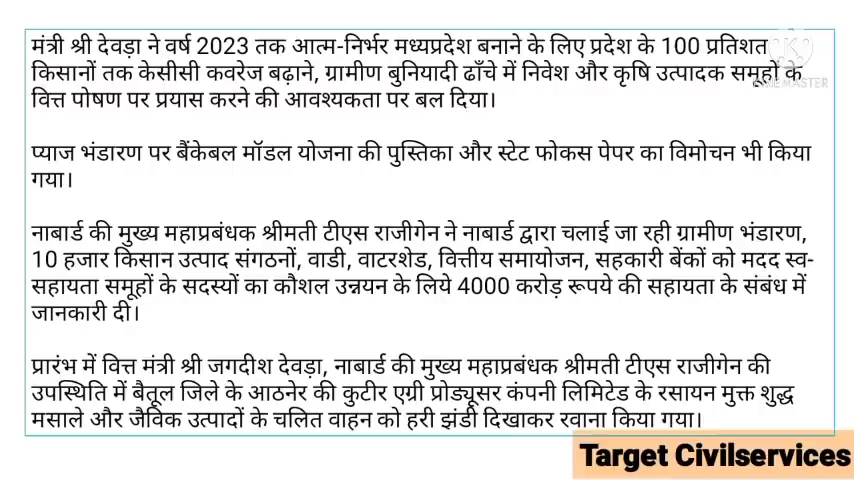 मंत्री श्री देवड़ा ने वर्ष 2023 तक आत्म-निर्भर मध्यप्रदेश बनाने के लिए प्रदेश के 100 प्रतिशत
किसानों तक केसीसी कवरेज बढ़ाने, ग्रामीण बुनियादी ढाँचे में निवेश और कृषि उत्पादक समूहों के
वित्त पोषण पर प्रयास करने की आवश्यकता पर बल दिया।
प्याज भंडारण पर बैंकेबल मॉडल योजना की पुस्तिका और स्टेट फोकस पेपर का विमोचन भी किया
गया।
नाबार्ड की मुख्य महाप्रबंधक श्रीमती टीएस राजीगेन ने नाबार्ड द्वारा चलाई जा रही ग्रामीण भंडारण,
10 हजार किसान उत्पाद संगठनों, वाडी, वाटरशेड, वित्तीय समायोजन, सहकारी बेंकों को मदद स्व-
सहायता समूहों के सदस्यों का कौशल उन्नयन के लिये 4000 करोड़ रूपये की सहायता के संबंध में
जानकारी दी।
प्रारंभ में वित्त मंत्री श्री जगदीश देवड़ा, नाबार्ड की मुख्य महाप्रबंधक श्रीमती टीएस राजीगेन की
उपस्थिति में बैतूल जिले के आठनेर की कुटीर एग्री प्रोड्यूसर कंपनी लिमिटेड के रसायन मुक्त शुद्ध
मसाले और जैविक उत्पादों के चलित वाहन को हरी झंडी दिखाकर रवाना किया गया।
Target Civilservices